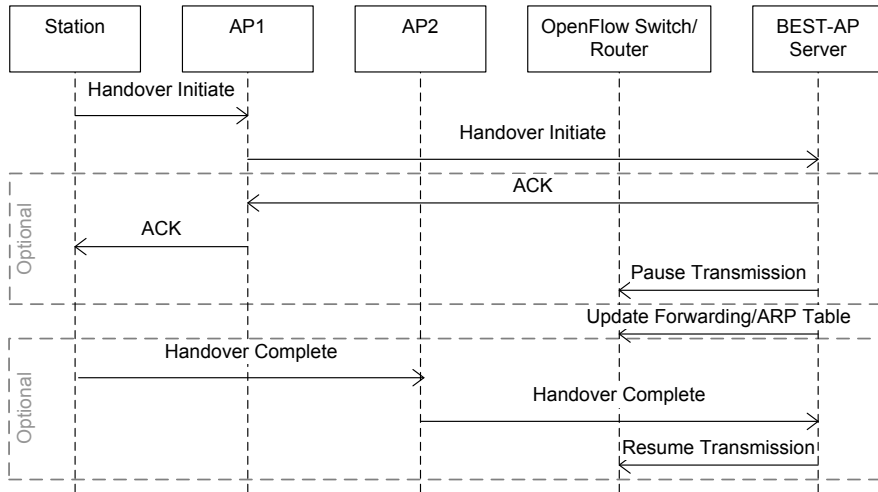 Station
AP1
AP2
OpenFlow Switch/
Router
BEST-AP
Server
Handover Initiate
Handover Initiate
Optional
ACK
ACK
Pause Transmission
Update Forwarding/ARP Table
Optional
Handover Complete
Handover Complete
Resume Transmission